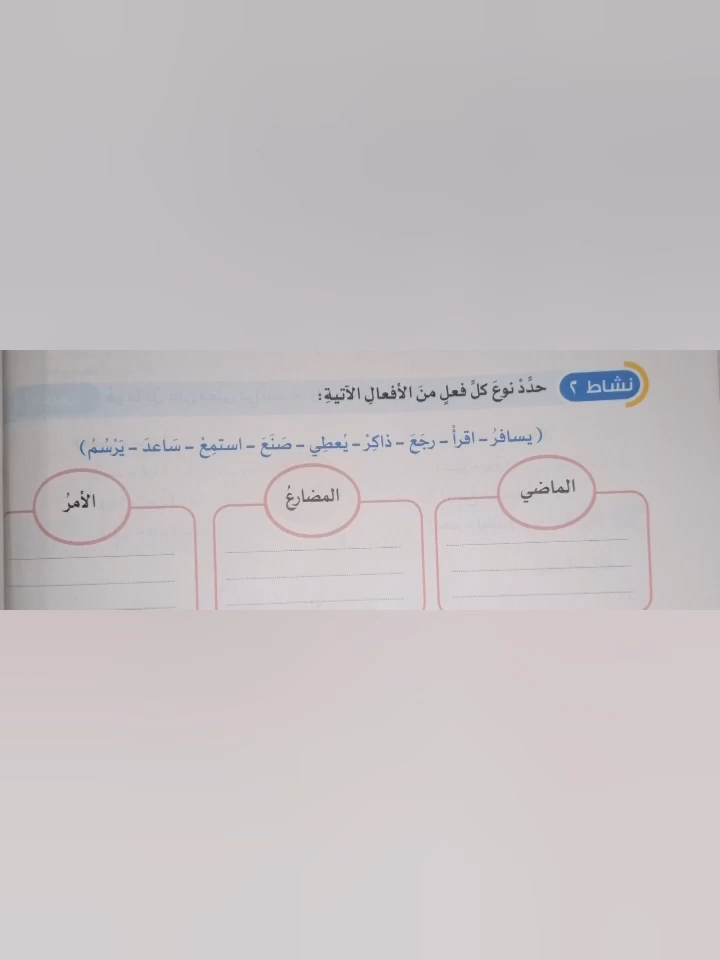 نشاط ٢ حدِّدْ نوعَ كلِّ فعلٍ منَ الأفعالِ الآتيةِ:
( يسافرُ – اقرأْ – رجَعَ – ذاكِرْ – يُعطِي – صَنَعَ – استمِعْ – سَاعدَ – يَرْسُمُ)
الماضي المضارعُ الأمرُ